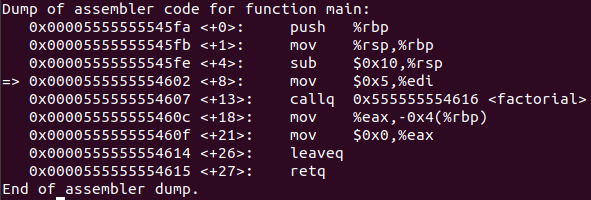 Dump of assembler code for function main:
   0x00005555555545fa <+0>:     push   %rbp
   0x00005555555545fb <+1>:     mov    %rsp,%rbp
   0x00005555555545fe <+4>:     sub    $0x10,%rsp
=> 0x0000555555554602 <+8>:     mov    $0x5,%edi
   0x0000555555554607 <+13>:    callq  0x555555554616 <factorial>
   0x000055555555460c <+18>:    mov    %eax,-0x4(%rbp)
   0x000055555555460f <+21>:    mov    $0x0,%eax
   0x0000555555554614 <+26>:    leaveq
   0x0000555555554615 <+27>:    retq
End of assembler dump.